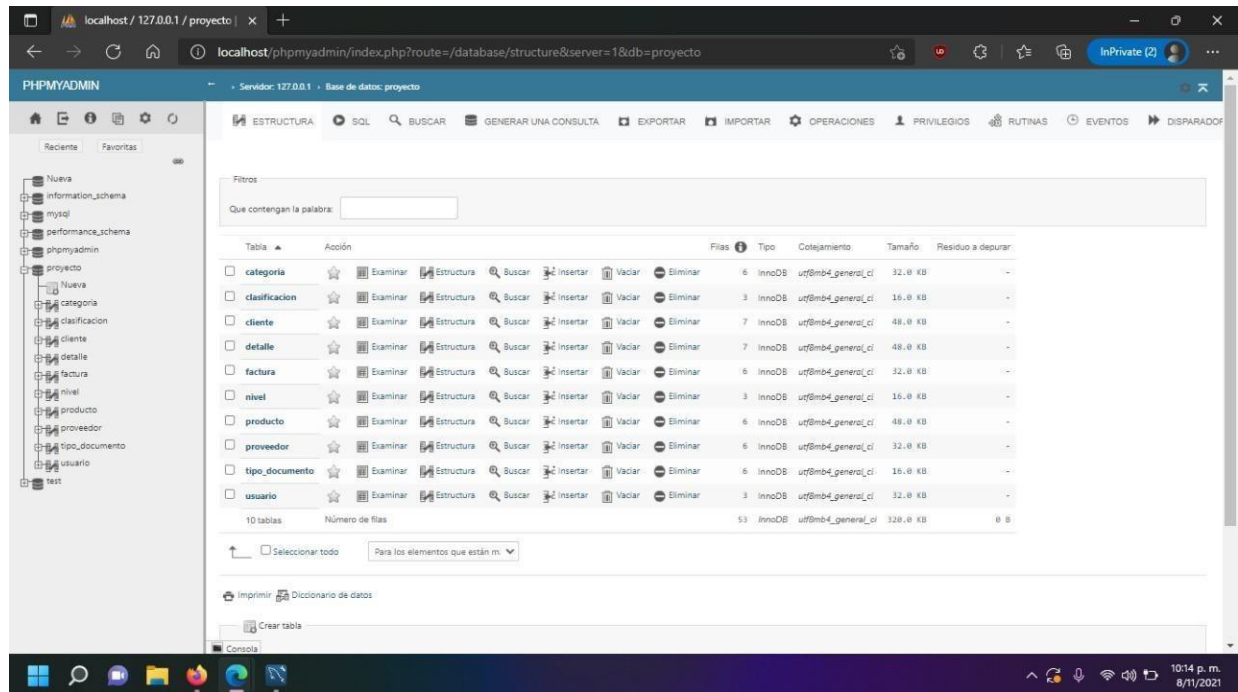 localhost / 127.0.0.1 / proyecto |
localhost/phpmyadmin/index.php?route=/database/structure&server=1&db=proyecto
InPrivate (2)
PHPMYADMIN
Servidor: 127.0.0.1 Base de datos: proyecto
ESTRUCTURA SQL BUSCAR GENERAR UNA CONSULTA EXPORTAR IMPORTAR OPERACIONES PRIVILEGIOS RUTINAS EVENTOS DISPARADOR
Reciente Favoritas
Nueva
information_schema
mysql
performance_schema
phpmyadmin
proyecto
Nueva
categoria
clasificacion
cliente
detalle
factura
nivel
producto
proveedor
tipo_documento
usuario
test
Filtros
Que contengan la palabra:
Tabla Acción Filas Tipo Cotejamiento Tamaño Residuo a depurar
categoria Examinar Estructura Buscar Insertar Vaciar Eliminar 6 InnoDB utf8mb4_general_ci 32.0 KB -
clasificacion Examinar Estructura Buscar Insertar Vaciar Eliminar 3 InnoDB utf8mb4_general_ci 16.0 KB -
cliente Examinar Estructura Buscar Insertar Vaciar Eliminar 7 InnoDB utf8mb4_general_ci 48.0 KB -
detalle Examinar Estructura Buscar Insertar Vaciar Eliminar 7 InnoDB utf8mb4_general_ci 48.0 KB -
factura Examinar Estructura Buscar Insertar Vaciar Eliminar 6 InnoDB utf8mb4_general_ci 32.0 KB -
nivel Examinar Estructura Buscar Insertar Vaciar Eliminar 3 InnoDB utf8mb4_general_ci 16.0 KB -
producto Examinar Estructura Buscar Insertar Vaciar Eliminar 6 InnoDB utf8mb4_general_ci 48.0 KB -
proveedor Examinar Estructura Buscar Insertar Vaciar Eliminar 6 InnoDB utf8mb4_general_ci 32.0 KB -
tipo_documento Examinar Estructura Buscar Insertar Vaciar Eliminar 6 InnoDB utf8mb4_general_ci 16.0 KB -
usuario Examinar Estructura Buscar Insertar Vaciar Eliminar 3 InnoDB utf8mb4_general_ci 32.0 KB -
10 tablas Número de filas 53 InnoDB utf8mb4_general_ci 320.0 KB 0 B
Seleccionar todo Para los elementos que están m
Imprimir Diccionario de datos
Crear tabla
Consola
10:14 p. m.
8/11/2021